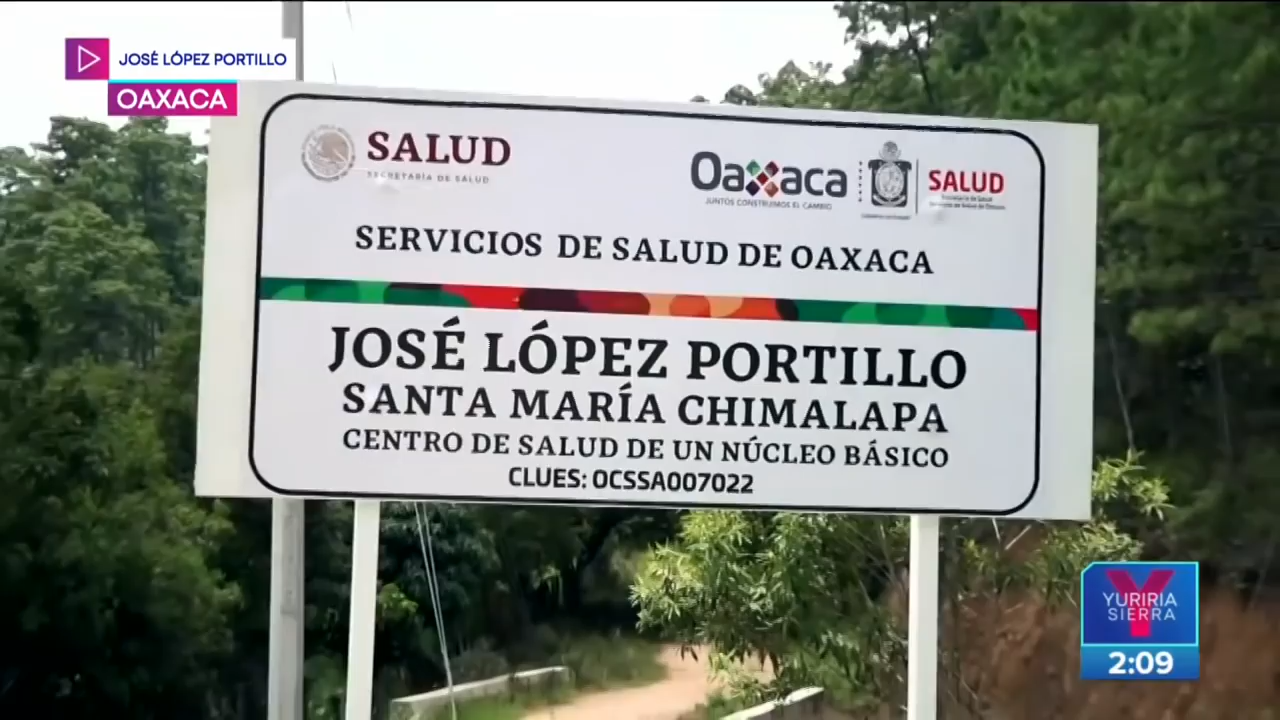 JOSÉ LÓPEZ PORTILLO
OAXACA
SALUD
SECRETARÍA DE SALUD
Oaxaca
JUNTOS CONSTRUIMOS EL CAMBIO
SALUD
SERVICIOS DE SALUD DE OAXACA
JOSÉ LÓPEZ PORTILLO
SANTA MARÍA CHIMALAPA
CENTRO DE SALUD DE UN NÚCLEO BÁSICO
CLUES: OCSSA007022
YURIRIA
SIERRA
2:09